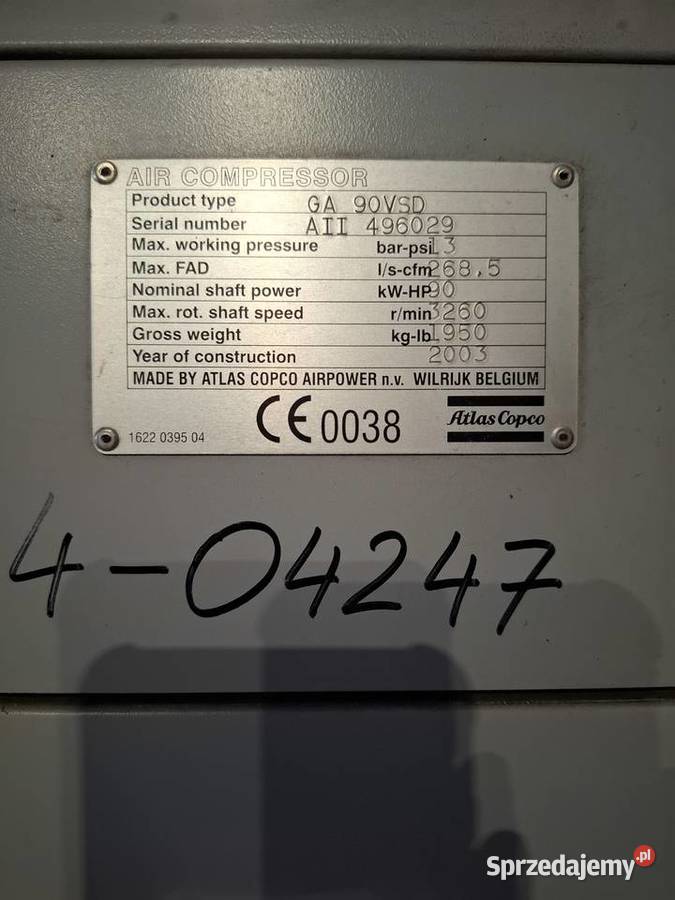 AIR COMPRESSOR
Product type GA 90VSD
Serial number AII 496029
Max. working pressure bar-psi 13
Max. FAD l/s-cfm 268.5
Nominal shaft power kW-HP 90
Max. rot. shaft speed r/min 3260
Gross weight kg-lb 1950
Year of construction 2003
MADE BY ATLAS COPCO AIRPOWER n.v. WILRIJK BELGIUM
1622 0395 04 CE 0038 Atlas Copco
4-04247
Sprzedajemy.pl